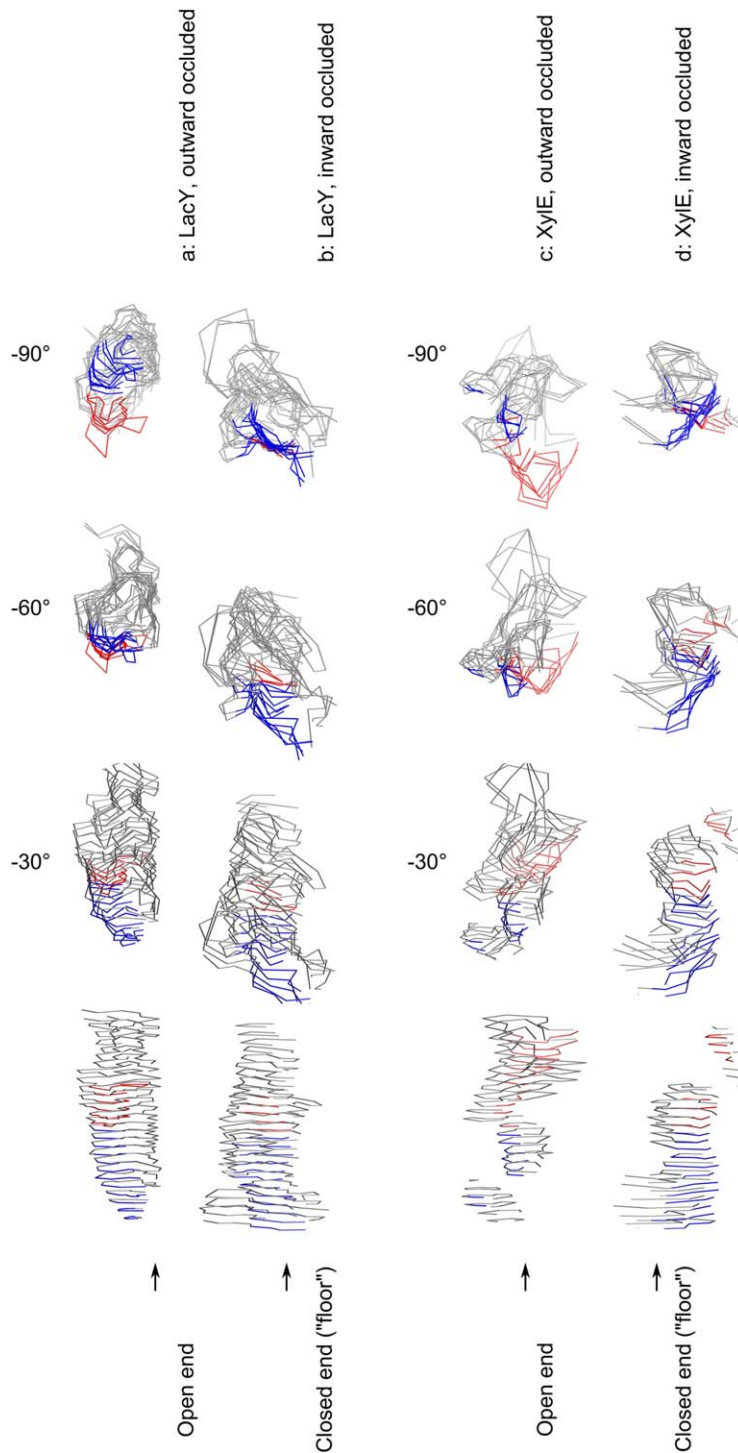 -90°
a: LacY, outward occluded
-60°
-30°
Open end
b: LacY, inward occluded
Closed end ("floor")
-90°
c: XylE, outward occluded
-60°
-30°
Open end
d: XylE, inward occluded
Closed end ("floor")